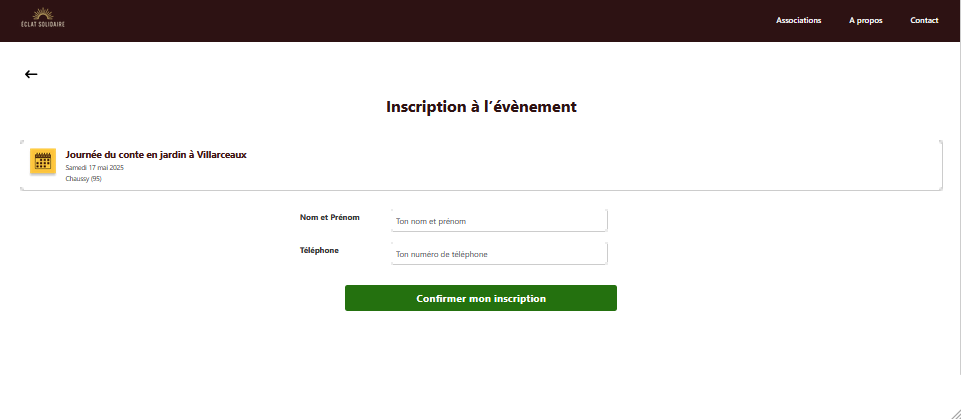 ÉCLAT SOLIDAIRE
Associations A propos Contact
Inscription à l'évènement
Journée du conte en jardin à Villarceaux
Samedi 17 mai 2025
Chaussy (95)
Nom et Prénom Ton nom et prénom
Téléphone Ton numéro de téléphone
Confirmer mon inscription